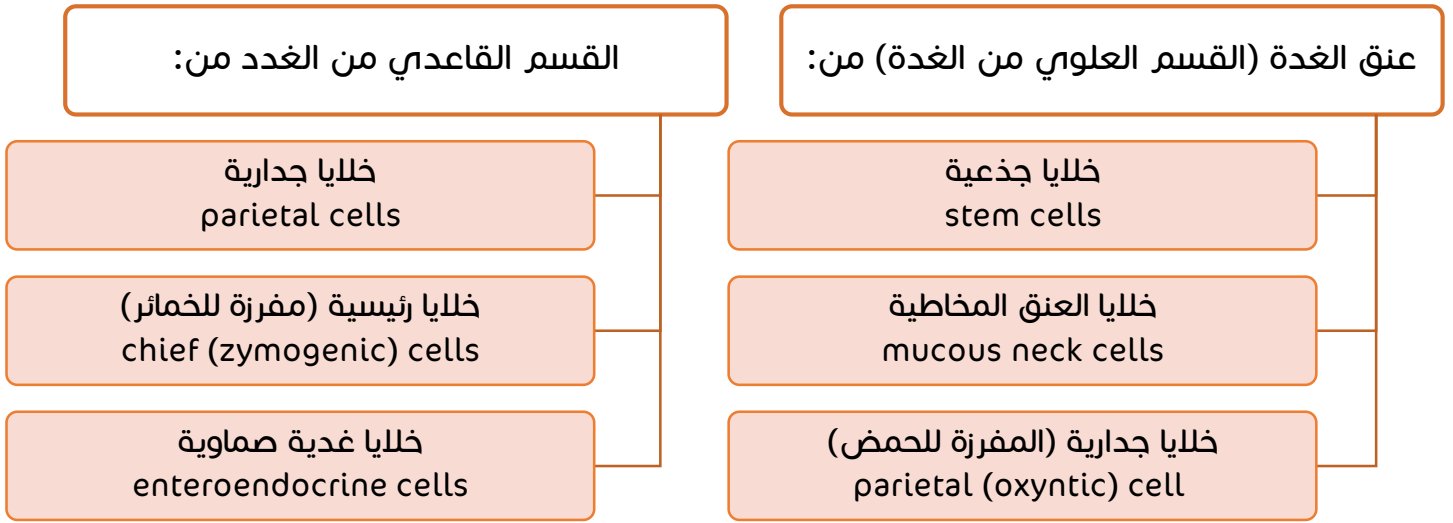 عنق الغدة (القسم العلوي من الغدة) من:
خلايا جذعية
stem cells
خلايا العنق المخاطية
mucous neck cells
خلايا جدارية (المفرزة للحمض)
parietal (oxyntic) cell
القسم القاعدي من الغدد من:
خلايا جدارية
parietal cells
خلايا رئيسية (مفرزة للخمائر)
chief (zymogenic) cells
خلايا غدية صماوية
enteroendocrine cells